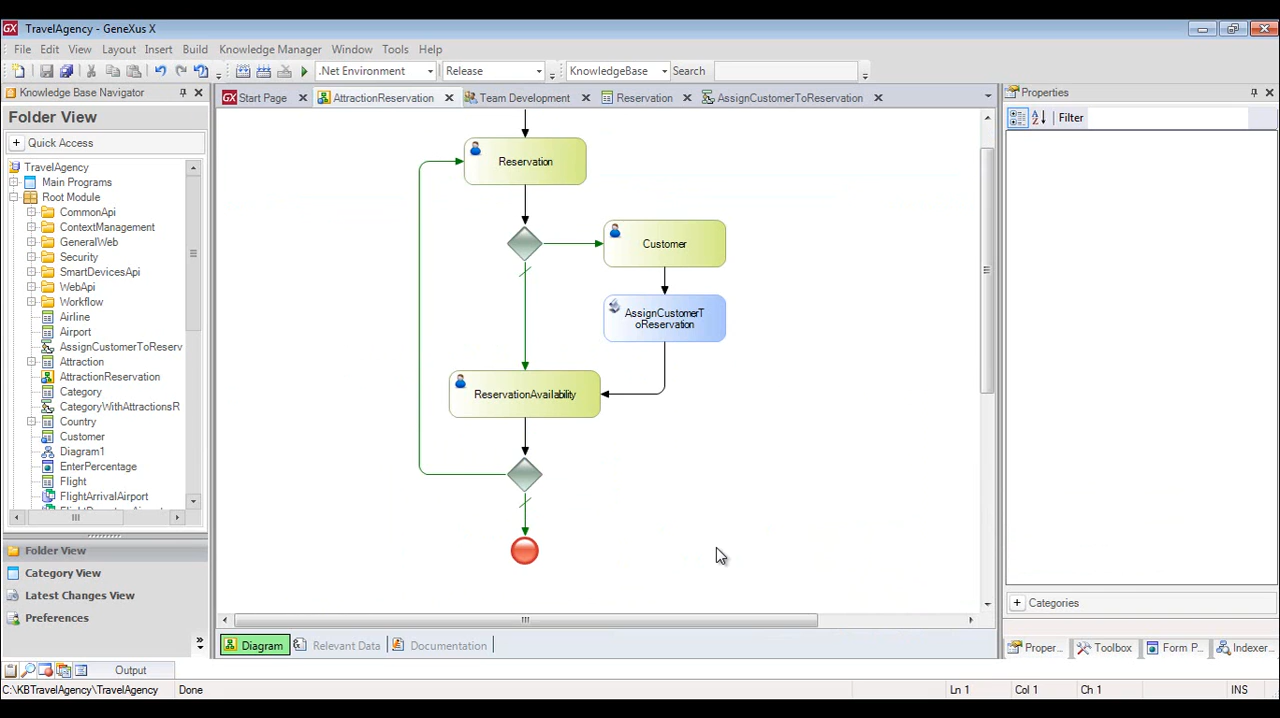 GX TravelAgency - GeneXus X
File Edit View Layout Insert Build Knowledge Manager Window Tools Help
.Net Environment Release KnowledgeBase Search
Knowledge Base Navigator
GX Start Page AttractionReservation Team Development Reservation AssignCustomerToReservation
Properties
Folder View
Filter
Quick Access
TravelAgency
Main Programs
Root Module
CommonApi
ContextManagement
GeneralWeb
Security
SmartDevicesApi
WebApi
Workflow
Airline
Airport
AssignCustomerToReserv
Attraction
AttractionReservation
Category
CategoryWithAttractionsR
Country
Customer
Diagram1
EnterPercentage
Flight
FlightArrivalAirport
Reservation
Customer
AssignCustomerT
oReservation
ReservationAvailability
Folder View
Category View
Latest Changes View
Preferences
Categories
Diagram Relevant Data Documentation
Proper... Toolbox Form P... Indexer...
Output
C:\KBTravelAgency\TravelAgency Done Ln 1 Col 1 Ch 1 INS